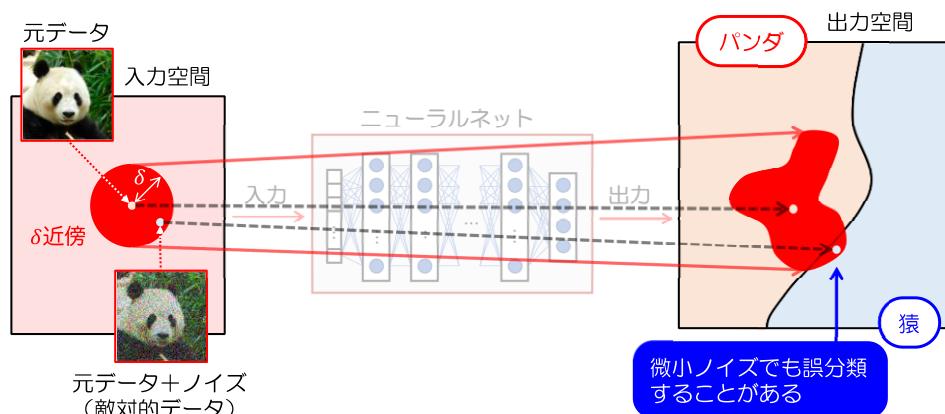 元データ
入力空間
δ
δ近傍
元データ+ノイズ
(敵対的データ)
入力
ニューラルネット
…
出力
出力空間
パンダ
猿
微小ノイズでも誤分類
することがある